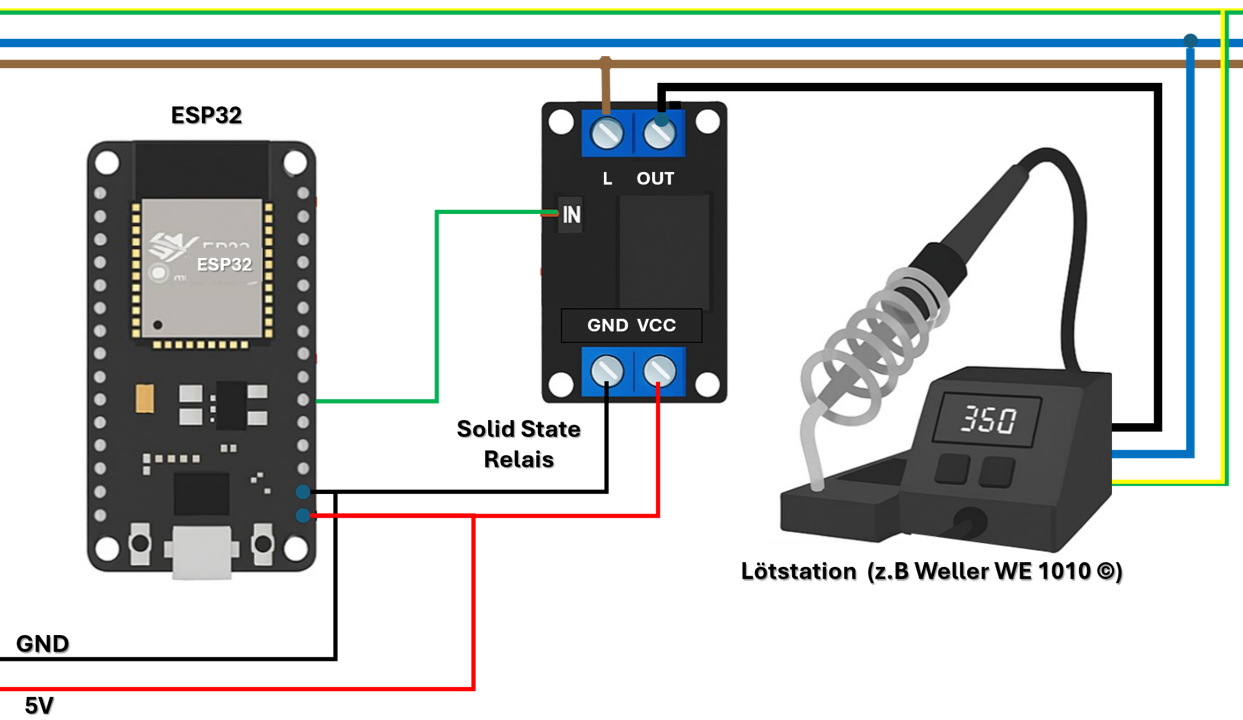 ESP32
ESP32
L OUT
IN
GND VCC
Solid State
Relais
350
Lötstation (z.B Weller WE 1010 ©)
GND
5V